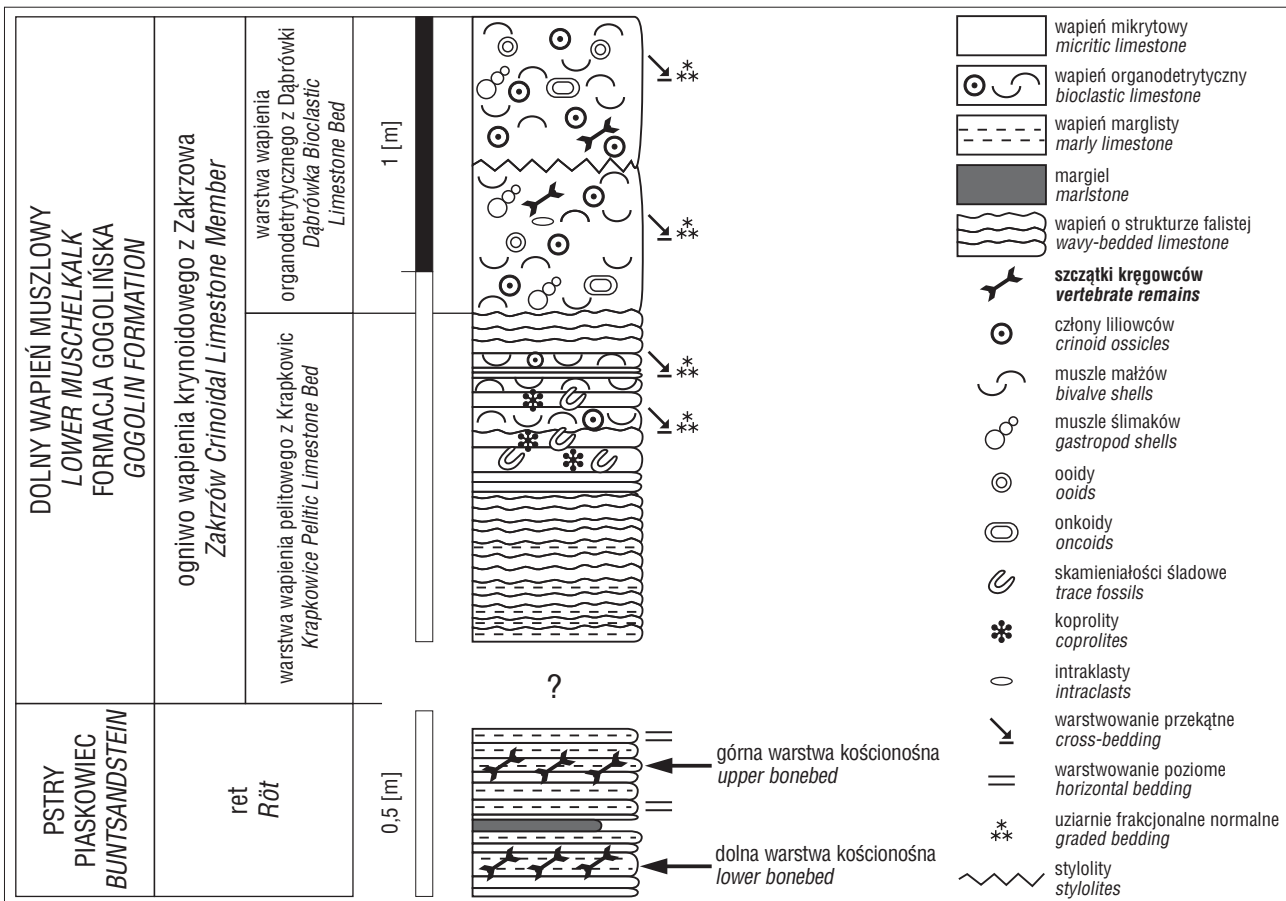 DOLNY WAPIEŃ MUSZLOWY
LOWER MUSCHELKALK
FORMACJA GOGOLIŃSKA
GOGOLIN FORMATION
ogniwo wapienia krynoidowego z Zakrzowa
Zakrzów Crinoidal Limestone Member
warstwa wapienia
organodetrytycznego z Dąbrówki
Dąbrówka Bioclastic
Limestone Bed
warstwa wapienia pelitowego z Krapkowic
Krapkowice Pelitic Limestone Bed
1 [m]
?
PSTRY
PIASKOWIEC
BUNTSANDSTEIN
ret
Röt
0,5 [m]
górna warstwa kościonośna
upper bonebed
dolna warstwa kościonośna
lower bonebed
wapień mikrytowy
micritic limestone
wapień organodetrytyczny
bioclastic limestone
wapień marglisty
marly limestone
margiel
marlstone
wapień o strukturze falistej
wavy-bedded limestone
szczątki kręgowców
vertebrate remains
człony liliowców
crinoid ossicles
muszle małżów
bivalve shells
muszle ślimaków
gastropod shells
ooidy
ooids
onkoidy
oncoids
skamieniałości śladowe
trace fossils
koprolity
coprolites
intraklasty
intraclasts
warstwowanie przekątne
cross-bedding
warstwowanie poziome
horizontal bedding
uziarnie frakcjonalne normalne
graded bedding
stylolity
stylolites